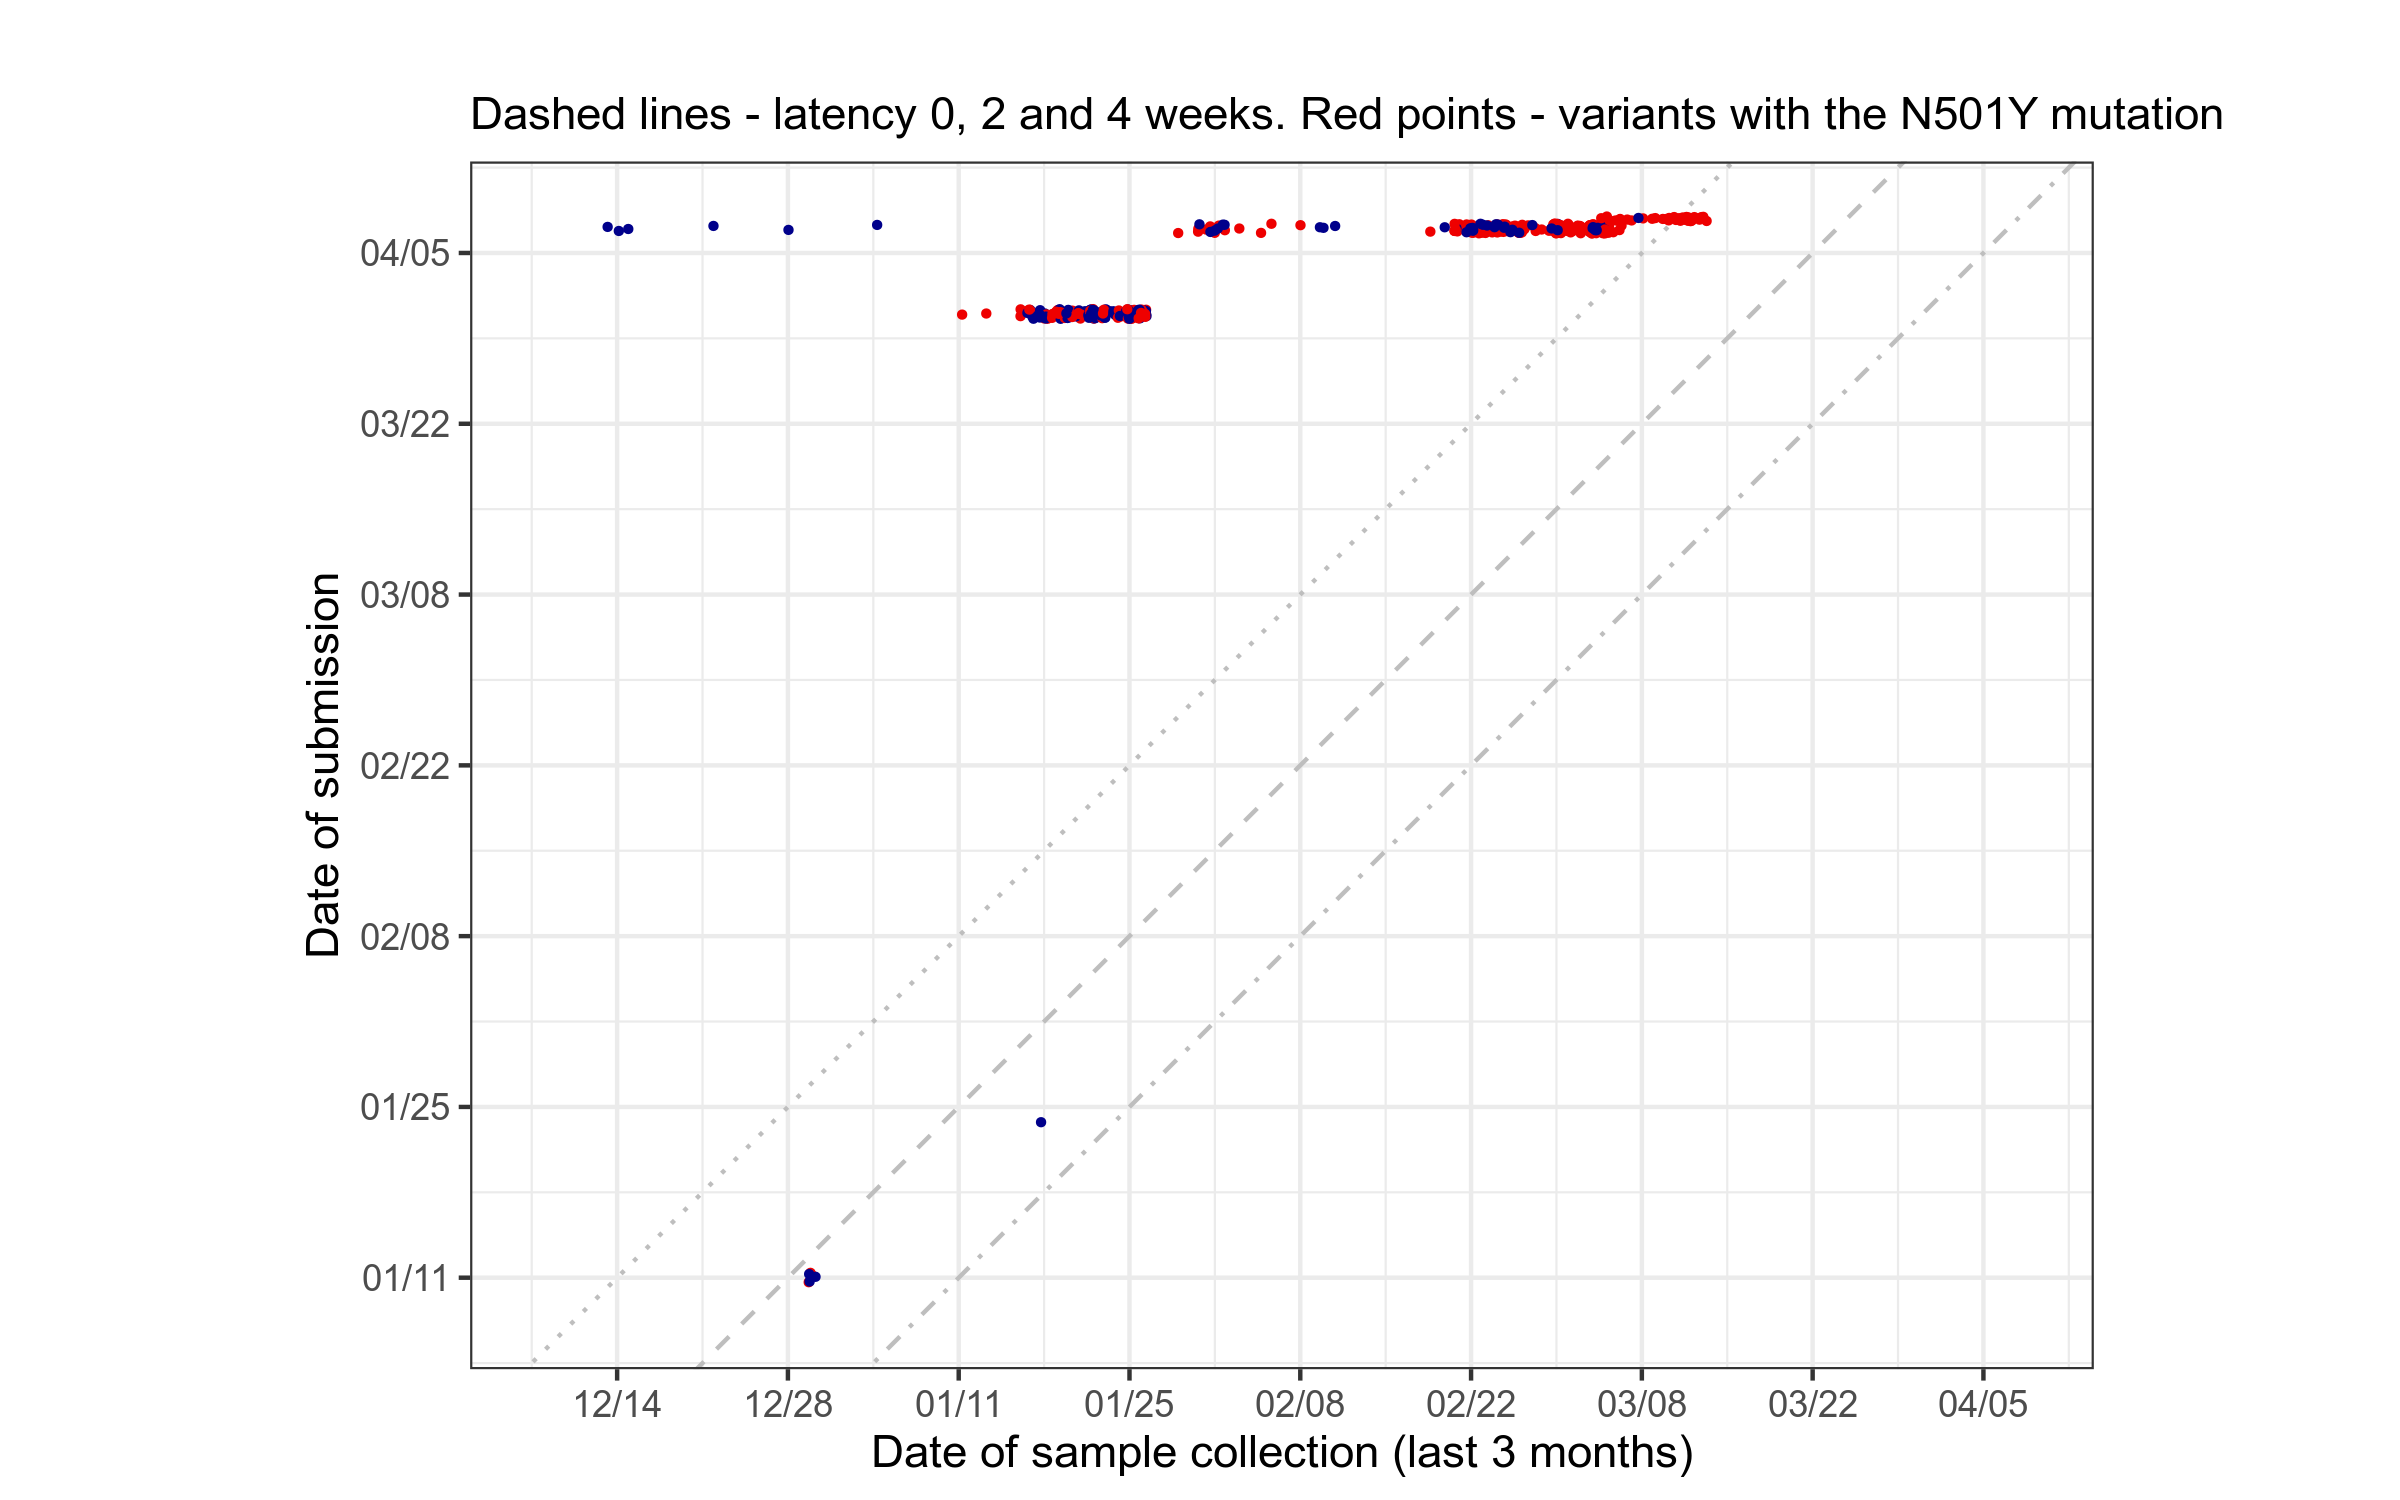 Dashed lines - latency 0, 2 and 4 weeks. Red points - variants with the N501Y mutation
Date of submission
04/05
03/22
03/08
02/22
02/08
01/25
01/11
12/14 12/28 01/11 01/25 02/08 02/22 03/08 03/22 04/05
Date of sample collection (last 3 months)